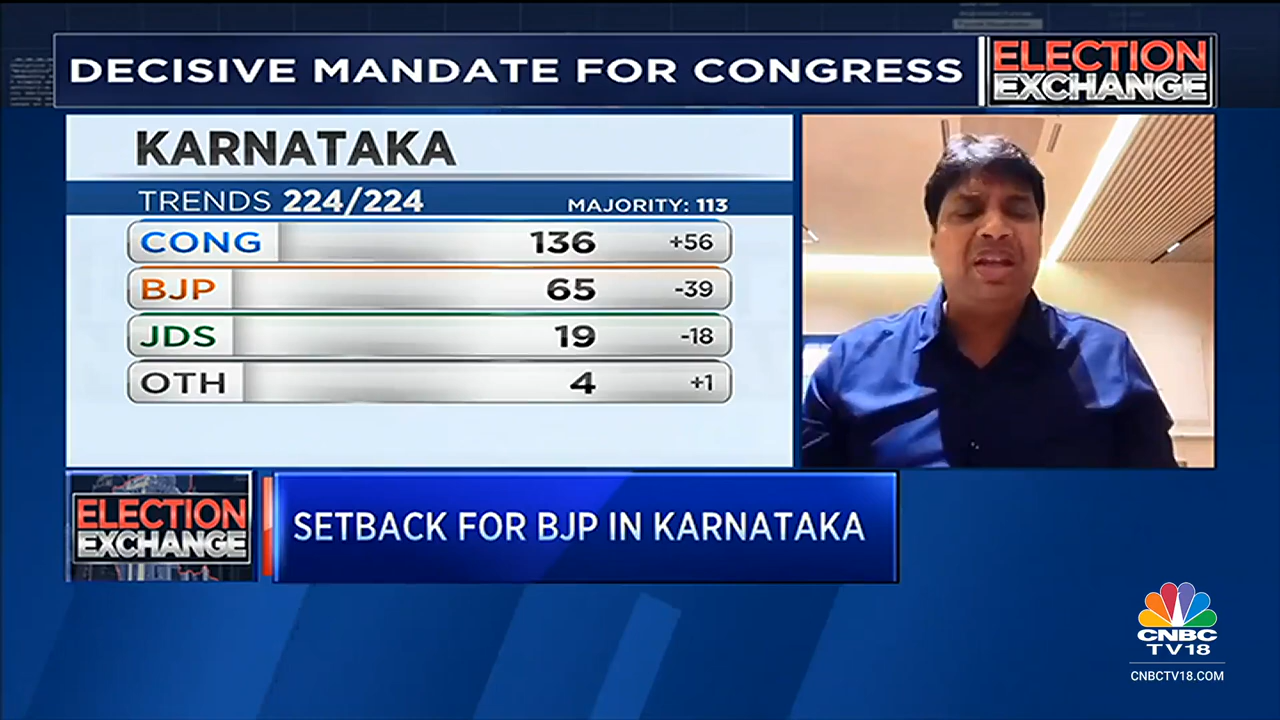 DECISIVE MANDATE FOR CONGRESS
ELECTION
EXCHANGE
KARNATAKA
TRENDS 224/224 MAJORITY: 113
CONG 136 +56
BJP 65 -39
JDS 19 -18
OTH 4 +1
ELECTION
EXCHANGE
SETBACK FOR BJP IN KARNATAKA
CNBC
TV18
CNBCTV18.COM